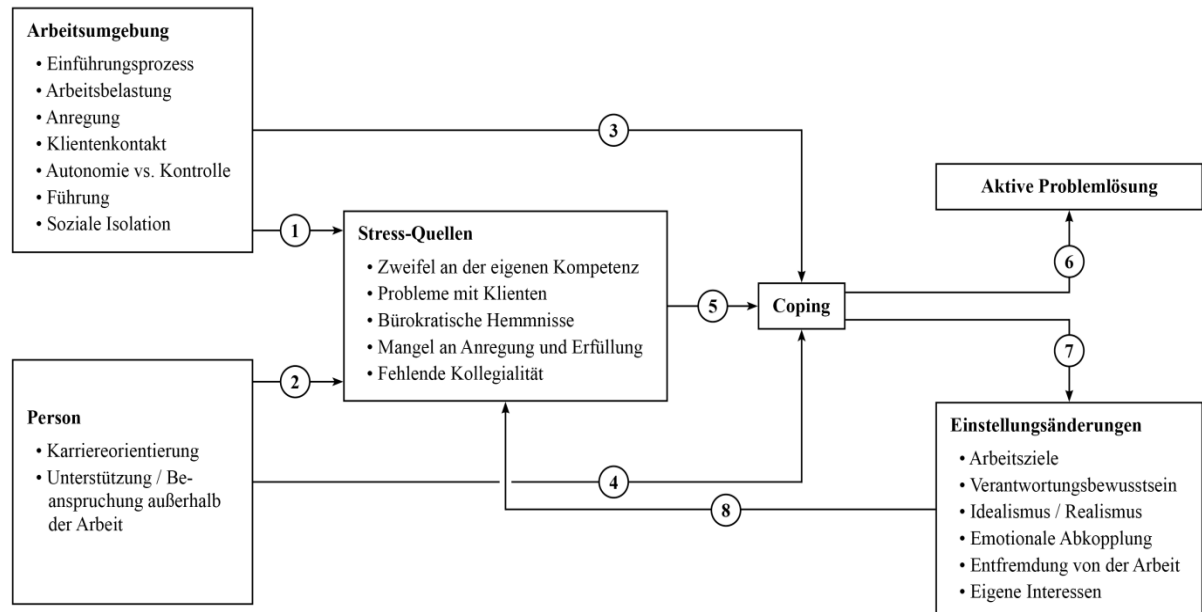 Arbeitsumgebung
• Einführungsprozess
• Arbeitsbelastung
• Anregung
• Klientenkontakt
• Autonomie vs. Kontrolle
• Führung
• Soziale Isolation
3
1
Stress-Quellen
• Zweifel an der eigenen Kompetenz
• Probleme mit Klienten
• Bürokratische Hemmnisse
• Mangel an Anregung und Erfüllung
• Fehlende Kollegialität
5
Coping
Aktive Problemlösung
6
7
2
Person
• Karriereorientierung
• Unterstützung / Be-
anspruchung außerhalb
der Arbeit
4
8
Einstellungsänderungen
• Arbeitsziele
• Verantwortungsbewusstsein
• Idealismus / Realismus
• Emotionale Abkopplung
• Entfremdung von der Arbeit
• Eigene Interessen